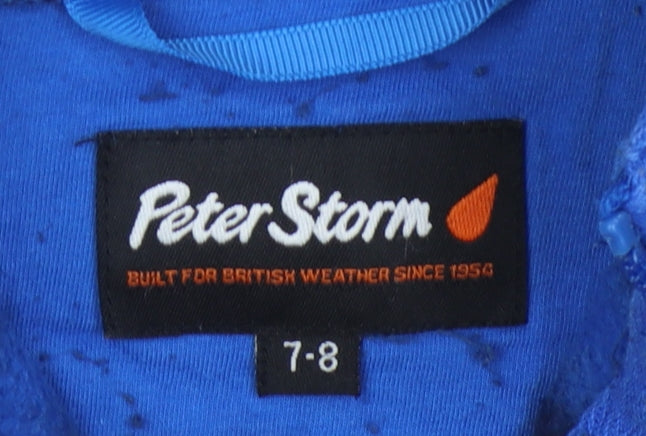 Peter Storm
BUILT FOR BRITISH WEATHER SINCE 1954
7-8